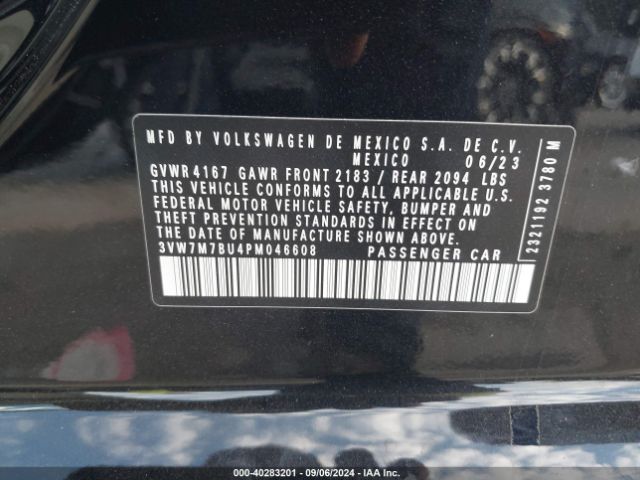 MFD BY VOLKSWAGEN DE MEXICO S.A. DE C.V.
MEXICO 06/23
GVWR 4167 GAWR FRONT 2183 / REAR 2094 LBS
THIS VEHICLE CONFORMS TO ALL APPLICABLE U.S.
FEDERAL MOTOR VEHICLE SAFETY, BUMPER AND
THEFT PREVENTION STANDARDS IN EFFECT ON
THE DATE OF MANUFACTURE SHOWN ABOVE.
3VW7M7BU4PM046608 PASSENGER CAR
2321192 3780 M
000-40283201 - 09/06/2024 - IAA Inc.